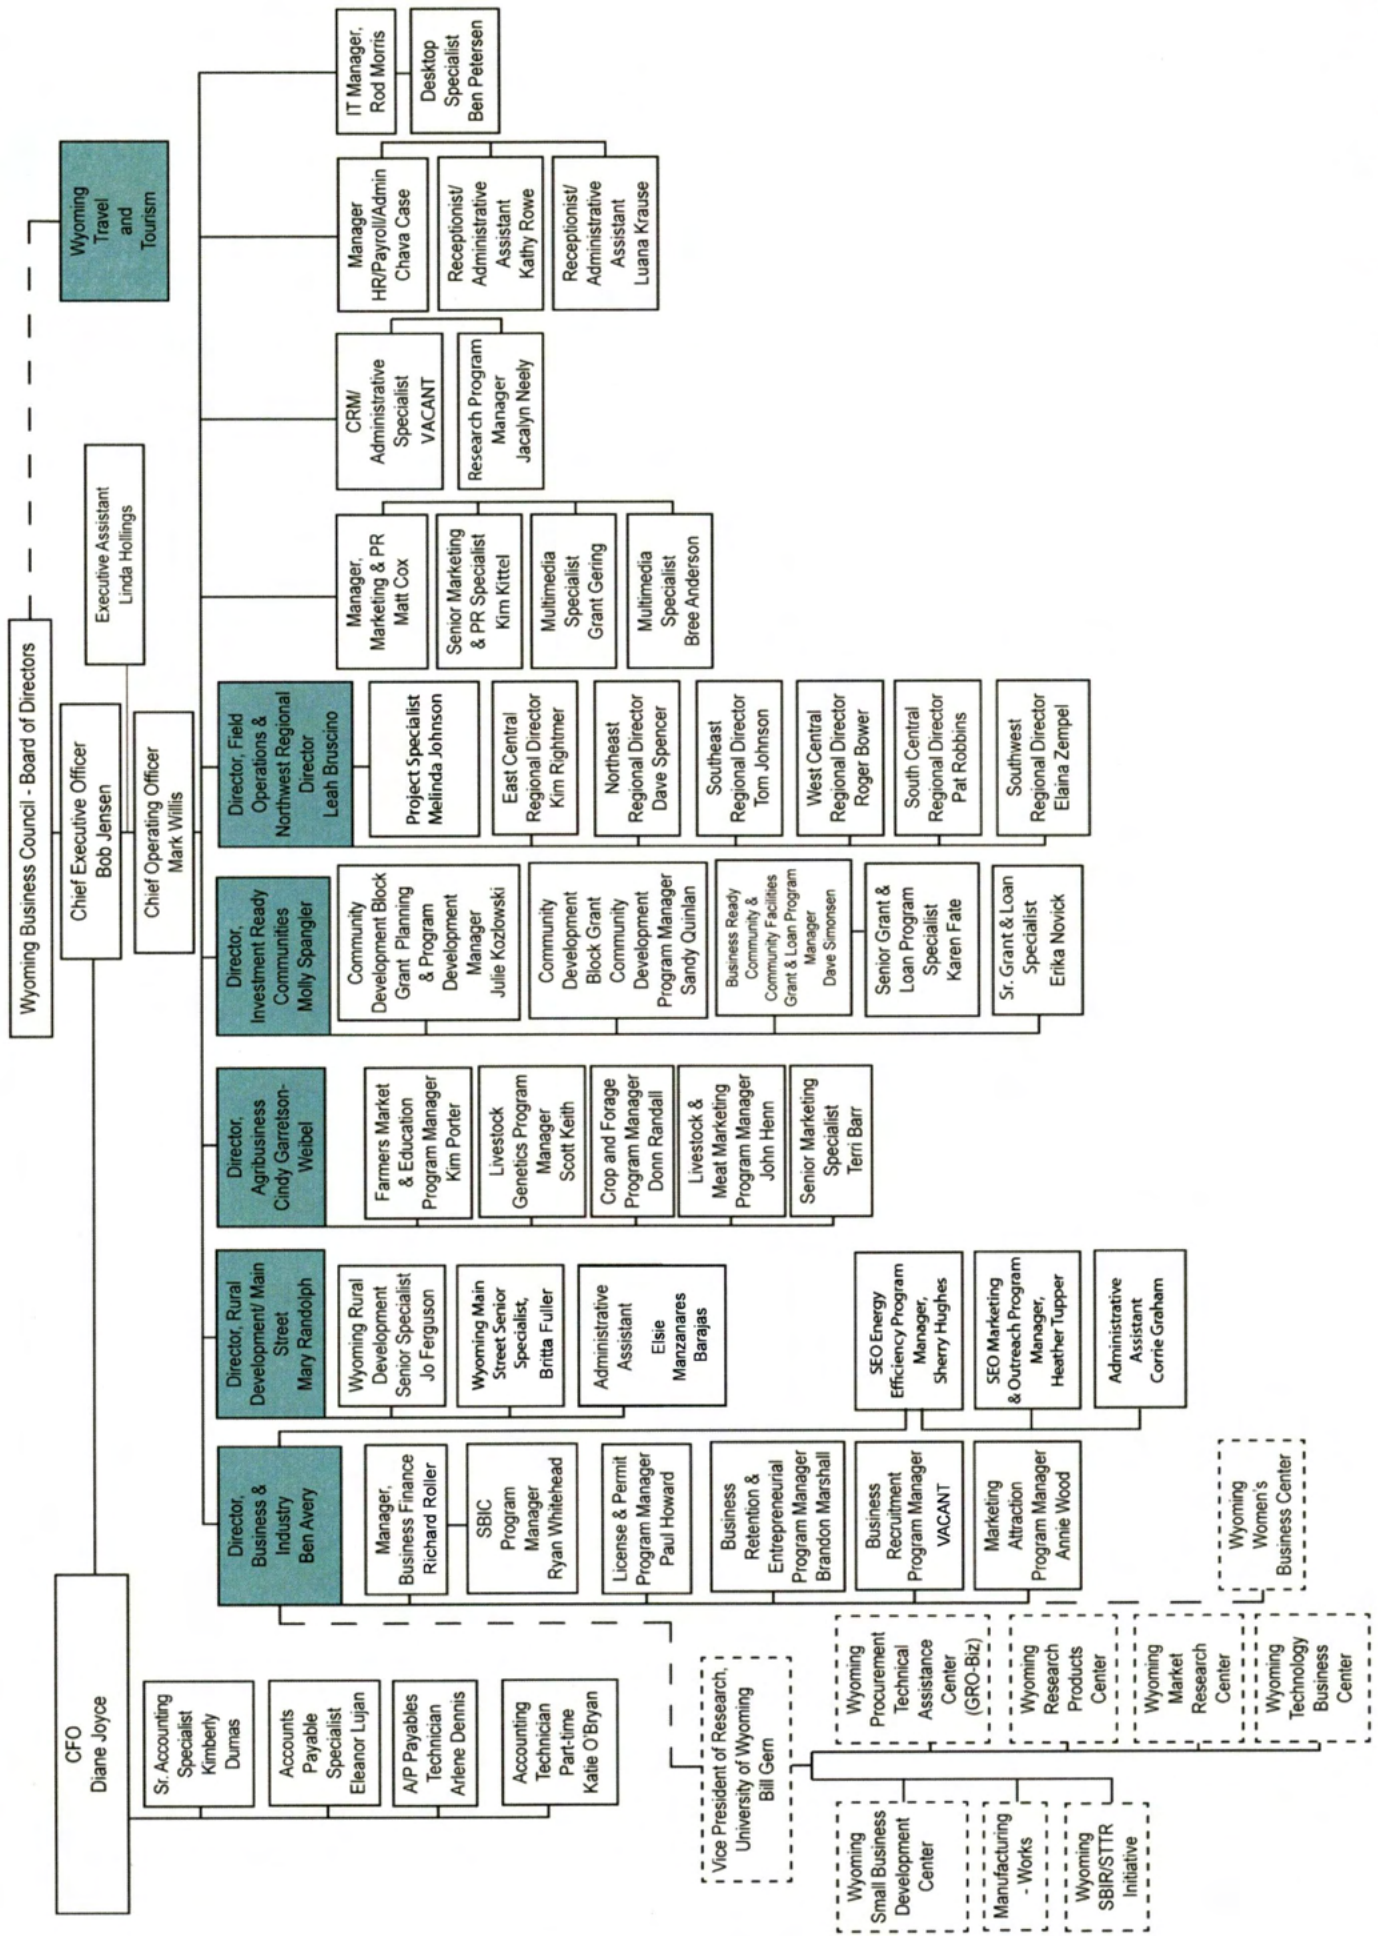 Wyoming Business Council - Board of Directors
Wyoming
Travel
and
Tourism
Chief Executive Officer
Bob Jensen
Executive Assistant
Linda Hollings
Chief Operating Officer
Mark Willis
CFO
Diane Joyce
Sr. Accounting
Specialist
Kimberly
Dumas
Accounts
Payable
Specialist
Eleanor Lujan
A/P Payables
Technician
Arlene Dennis
Accounting
Technician
Part-time
Katie O'Bryan
Director,
Business &
Industry
Ben Avery
Manager,
Business Finance
Richard Roller
SBIC
Program
Manager
Ryan Whitehead
License & Permit
Program Manager
Paul Howard
Business
Retention &
Entrepreneurial
Program Manager
Brandon Marshall
Business
Recruitment
Program Manager
VACANT
Marketing
Attraction
Program Manager
Annie Wood
Director, Rural
Development/ Main
Street
Mary Randolph
Wyoming Rural
Development
Senior Specialist
Jo Ferguson
Wyoming Main
Street Senior
Specialist,
Britta Fuller
Administrative
Assistant
Elsie
Manzanares
Barajas
SEO Energy
Efficiency Program
Manager,
Sherry Hughes
SEO Marketing
& Outreach Program
Manager,
Heather Tupper
Administrative
Assistant
Corrie Graham
Director,
Agribusiness
Cindy Garretson-
Weibel
Farmers Market
& Education
Program Manager
Kim Porter
Livestock
Genetics Program
Manager
Scott Keith
Crop and Forage
Program Manager
Donn Randall
Livestock &
Meat Marketing
Program Manager
John Henn
Senior Marketing
Specialist
Terri Barr
Director,
Investment Ready
Communities
Molly Spangler
Community
Development Block
Grant Planning
& Program
Development
Manager
Julie Kozlowski
Community
Development
Block Grant
Community
Development
Program Manager
Sandy Quinlan
Business Ready
Community &
Community Facilities
Grant & Loan Program
Manager
Dave Simonsen
Senior Grant &
Loan Program
Specialist
Karen Fate
Sr. Grant & Loan
Specialist
Erika Novick
Director, Field
Operations &
Northwest Regional
Director
Leah Bruscino
Project Specialist
Melinda Johnson
East Central
Regional Director
Kim Rightmer
Northeast
Regional Director
Dave Spencer
Southeast
Regional Director
Tom Johnson
West Central
Regional Director
Roger Bower
South Central
Regional Director
Pat Robbins
Southwest
Regional Director
Elaina Zempel
Manager,
Marketing & PR
Matt Cox
Senior Marketing
& PR Specialist
Kim Kittel
Multimedia
Specialist
Grant Gering
Multimedia
Specialist
Bree Anderson
CRM/
Administrative
Specialist
VACANT
Research Program
Manager
Jacalyn Neely
Manager
HR/Payroll/Admin
Chava Case
Receptionist/
Administrative
Assistant
Kathy Rowe
Receptionist/
Administrative
Assistant
Luana Krause
IT Manager,
Rod Morris
Desktop
Specialist
Ben Petersen
Vice President of Research,
University of Wyoming
Bill Gern
Wyoming
Small Business
Development
Center
Manufacturing
- Works
Wyoming
SBIR/STTR
Initiative
Wyoming
Procurement
Technical
Assistance
Center
(GRO-Biz)
Wyoming
Research
Products
Center
Wyoming
Market
Research
Center
Wyoming
Technology
Business
Center
Wyoming
Women's
Business Center